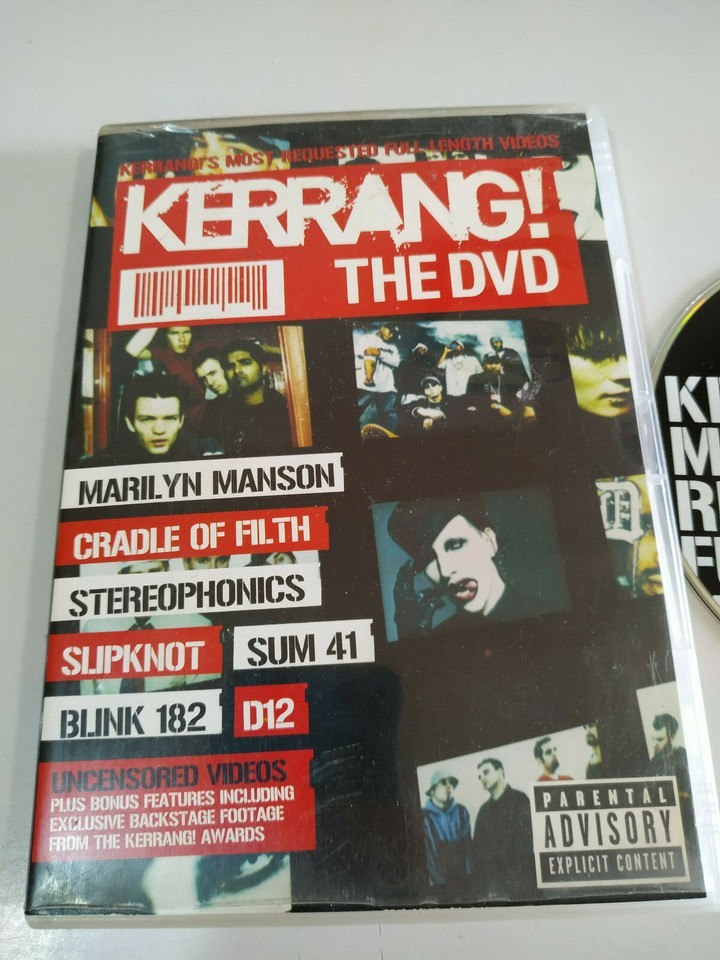 KERRANG!'S MOST REQUESTED FULL LENGTH VIDEOS
KERRANG!
THE DVD
MARILYN MANSON
CRADLE OF FILTH
STEREOPHONICS
SLIPKNOT
SUM 41
BLINK 182
D12
UNCENSORED VIDEOS
PLUS BONUS FEATURES INCLUDING
EXCLUSIVE BACKSTAGE FOOTAGE
FROM THE KERRANG! AWARDS
PARENTAL
ADVISORY
EXPLICIT CONTENT